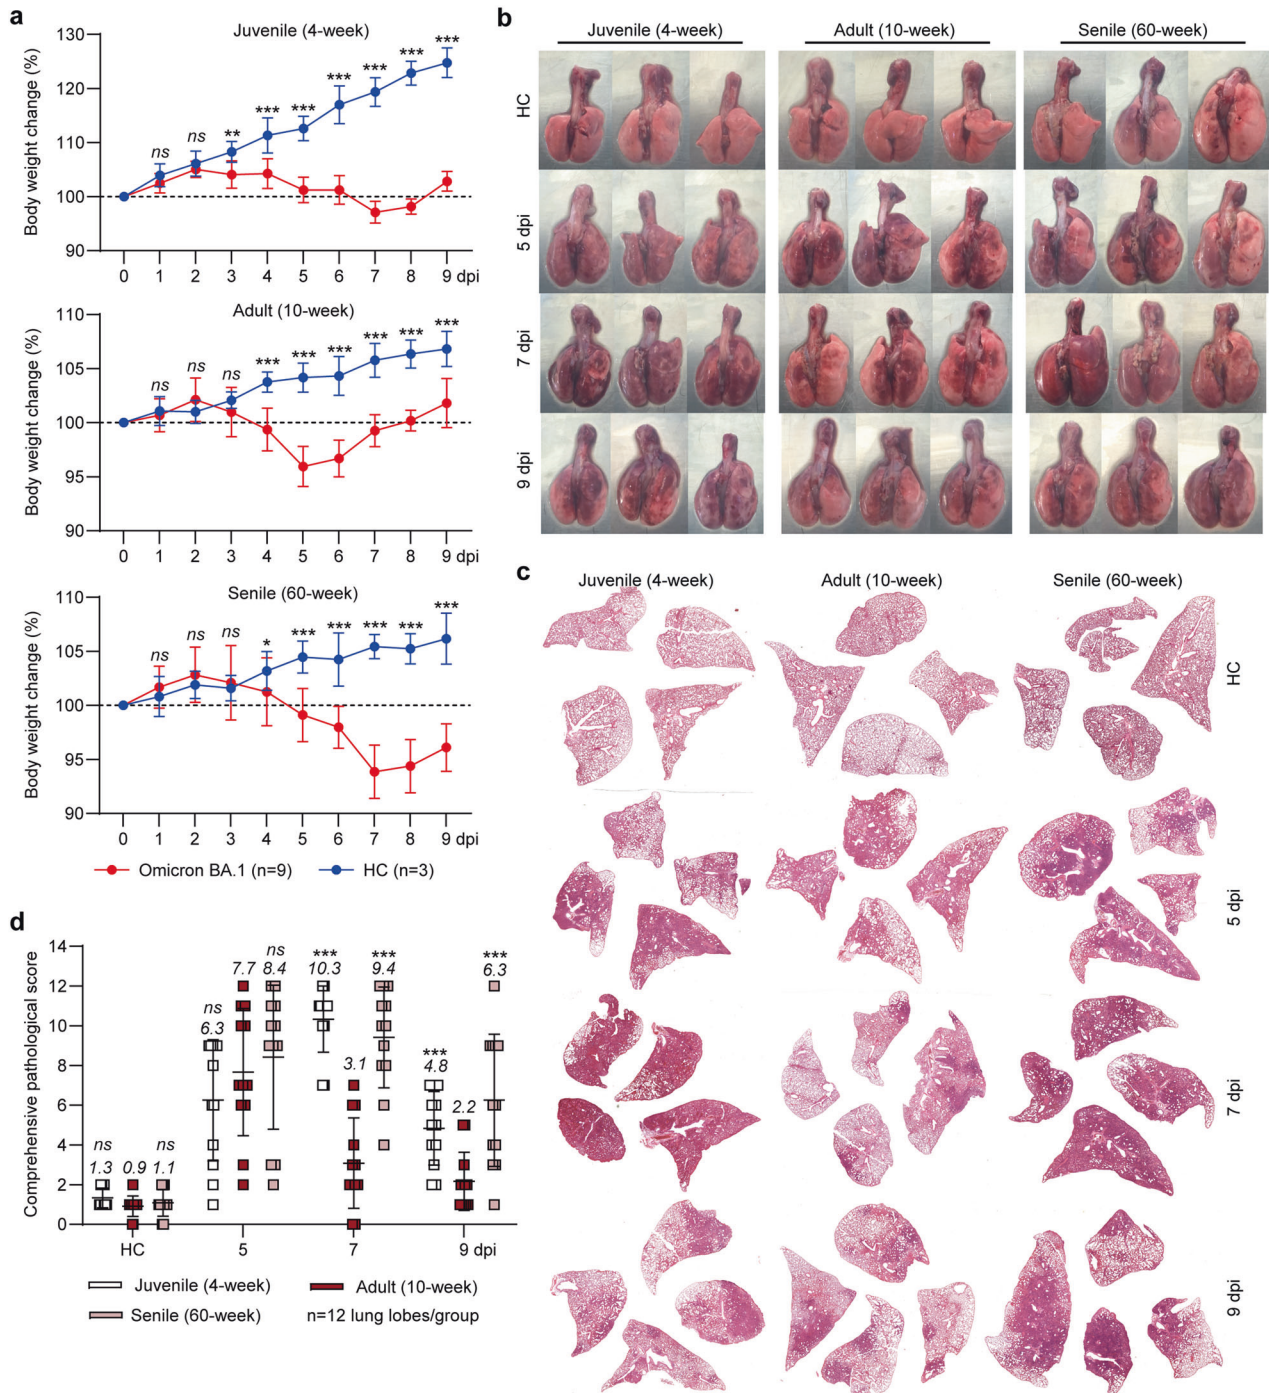 a
Juvenile (4-week)
Body weight change (%)
130
120
110
100
90
ns
ns
**
***
***
***
***
***
***
0 1 2 3 4 5 6 7 8 9 dpi
Adult (10-week)
Body weight change (%)
110
105
100
95
90
ns
ns
ns
***
***
***
***
***
***
0 1 2 3 4 5 6 7 8 9 dpi
Senile (60-week)
Body weight change (%)
110
105
100
95
90
ns
ns
ns
*
***
***
***
***
***
0 1 2 3 4 5 6 7 8 9 dpi
Omicron BA.1 (n=9) HC (n=3)
b
Juvenile (4-week) Adult (10-week) Senile (60-week)
HC
5 dpi
7 dpi
9 dpi
c
Juvenile (4-week) Adult (10-week) Senile (60-week)
HC
5 dpi
7 dpi
9 dpi
d
Comprehensive pathological score
14
12
10
8
6
4
2
0
ns ns
1.3 0.9 1.1
ns ns
6.3 7.7 8.4
*** ***
10.3 3.1 9.4
*** ***
4.8 2.2 6.3
HC 5 7 9 dpi
Juvenile (4-week) Adult (10-week)
Senile (60-week) n=12 lung lobes/group